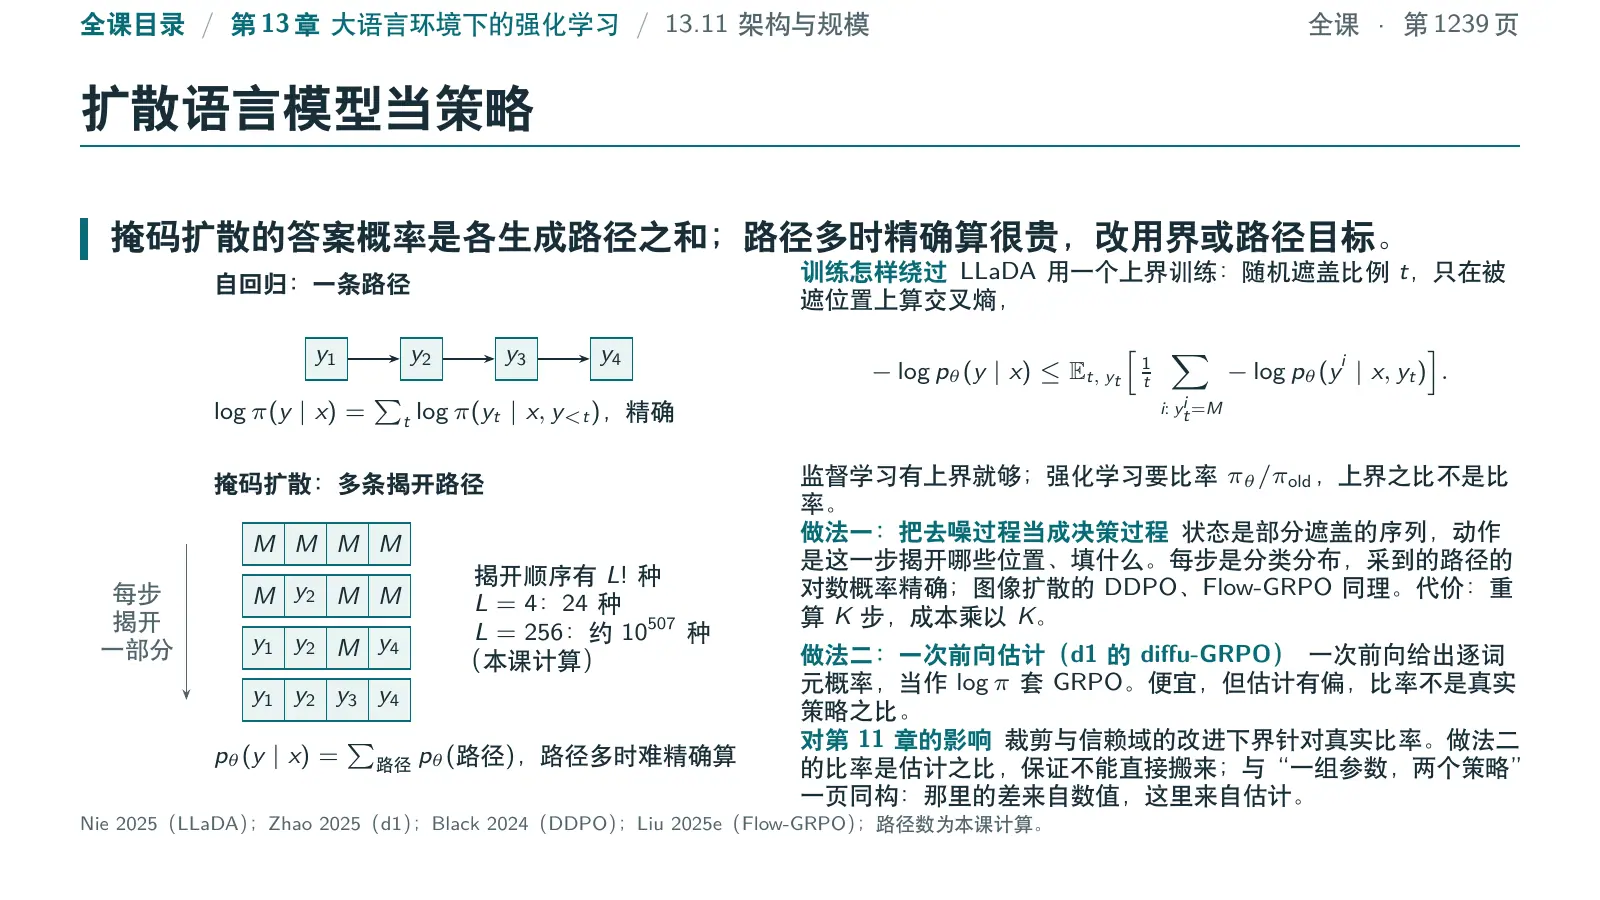 全课目录 / 第 13 章 大语言环境下的强化学习 / 13.11 架构与规模
全课 · 第 1239 页
扩散语言模型当策略
掩码扩散的答案概率是各生成路径之和；路径多时精确算很贵，改用界或路径目标。
自回归：一条路径
y₁ y₂ y₃ y₄
log π(y | x) = ∑ₜ log π(yₜ | x, y<ₜ)，精确
掩码扩散：多条揭开路径
每步
揭开
一部分
M M M M
M y₂ M M
y₁ y₂ M y₄
y₁ y₂ y₃ y₄
揭开顺序有 L! 种
L = 4：24 种
L = 256：约 10⁵⁰⁷ 种
（本课计算）
pθ(y | x) = ∑路径 pθ(路径)，路径多时难精确算
训练怎样绕过 LLaDA 用一个上界训练：随机遮盖比例 t，只在被
遮位置上算交叉熵，
− log pθ(y | x) ≤ 𝔼t, yt [ 1/t ∑ i: yₜⁱ=M − log pθ(yⁱ | x, yt) ].
监督学习有上界就够；强化学习要比率 πθ/πold，上界之比不是比
率。
做法一：把去噪过程当成决策过程 状态是部分遮盖的序列，动作
是这一步揭开哪些位置、填什么。每步是分类分布，采到的路径的
对数概率精确；图像扩散的 DDPO、Flow-GRPO 同理。代价：重
算 K 步，成本乘以 K。
做法二：一次前向估计（d1 的 diffu-GRPO） 一次前向给出逐词
元概率，当作 log π 套 GRPO。便宜，但估计有偏，比率不是真实
策略之比。
对第 11 章的影响 裁剪与信赖域的改进下界针对真实比率。做法二
的比率是估计之比，保证不能直接搬来；与 “一组参数，两个策略”
一页同构：那里的差来自数值，这里来自估计。
Nie 2025（LLaDA）；Zhao 2025（d1）；Black 2024（DDPO）；Liu 2025e（Flow-GRPO）；路径数为本课计算。